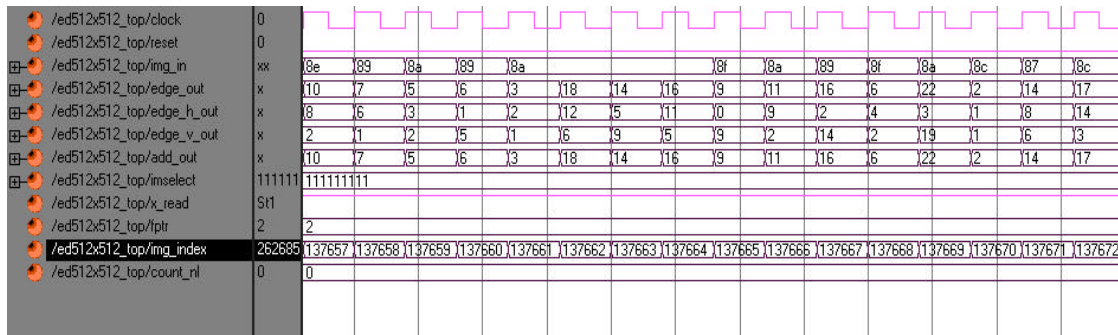 /ed512x512_top/clock 0
/ed512x512_top/reset 0
/ed512x512_top/img_in xx 8e 89 8a 89 8a 8f 8a 89 8f 8a 8c 87 8c
/ed512x512_top/edge_out x 10 7 5 6 3 18 14 16 9 11 16 6 22 2 14 17
/ed512x512_top/edge_h_out x 8 6 3 1 2 12 5 11 0 9 2 4 3 1 8 14
/ed512x512_top/edge_v_out x 2 1 2 5 1 6 9 5 9 2 14 2 19 1 6 3
/ed512x512_top/add_out x 10 7 5 6 3 18 14 16 9 11 16 6 22 2 14 17
/ed512x512_top/imselect 111111 111111111
/ed512x512_top/x_read St1
/ed512x512_top/fptr 2 2
/ed512x512_top/img_index 262685 137657 137658 137659 137660 137661 137662 137663 137664 137665 137666 137667 137668 137669 137670 137671 137672
/ed512x512_top/count_nl 0 0